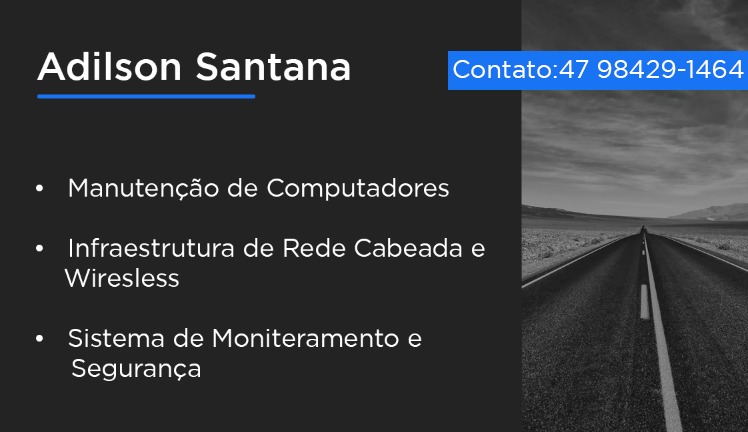 Adilson Santana
Contato:47 98429-1464
• Manutenção de Computadores
• Infraestrutura de Rede Cabeada e
Wiresless
• Sistema de Moniteramento e
Segurança